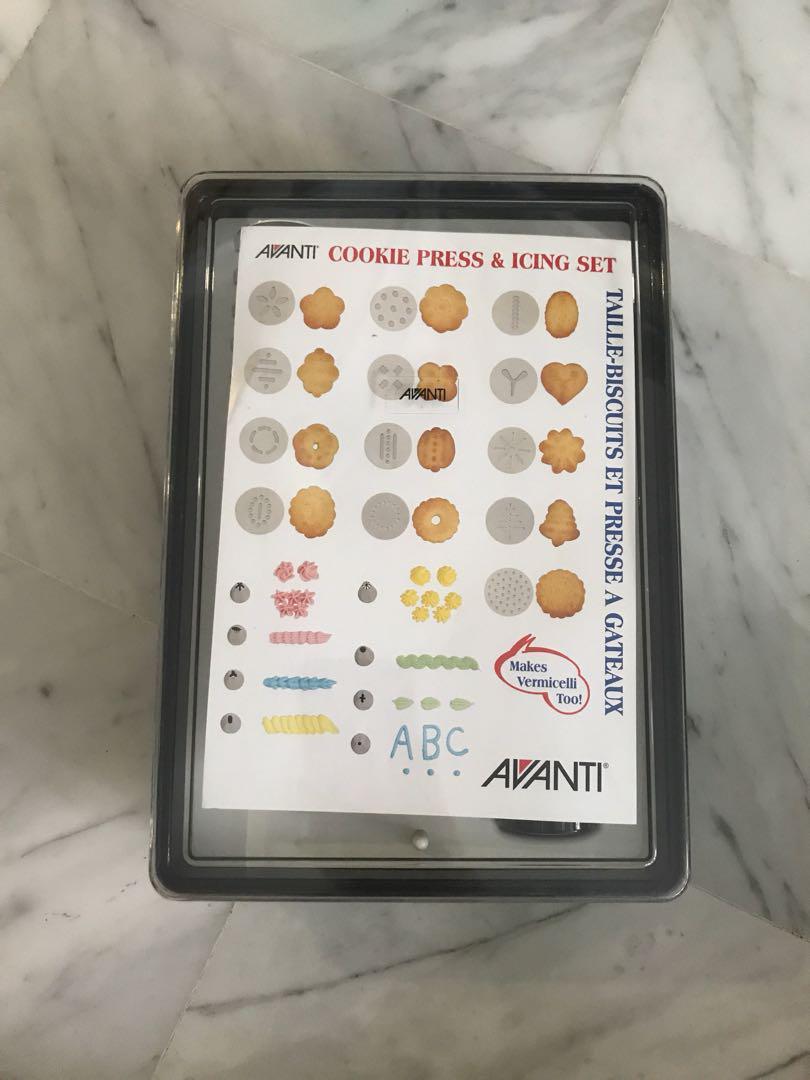 AVANTI® COOKIE PRESS & ICING SET
TAILLE-BISCUITS ET PRESSE A GATEAUX
AVANTI
Makes
Vermicelli
Too!
ABC
AVANTI®